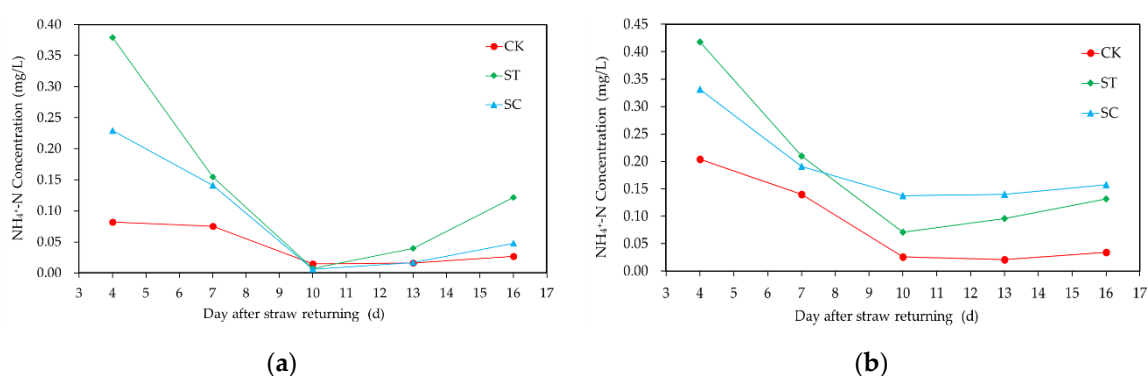 0.40
0.35
0.30
0.25
0.20
0.15
0.10
0.05
0.00
NH₄⁺-N Concentration (mg/L)
CK
ST
SC
3 4 5 6 7 8 9 10 11 12 13 14 15 16 17
Day after straw returning (d)
(a)
0.45
0.40
0.35
0.30
0.25
0.20
0.15
0.10
0.05
0.00
NH₄⁺-N Concentration (mg/L)
CK
ST
SC
3 4 5 6 7 8 9 10 11 12 13 14 15 16 17
Day after straw returning (d)
(b)